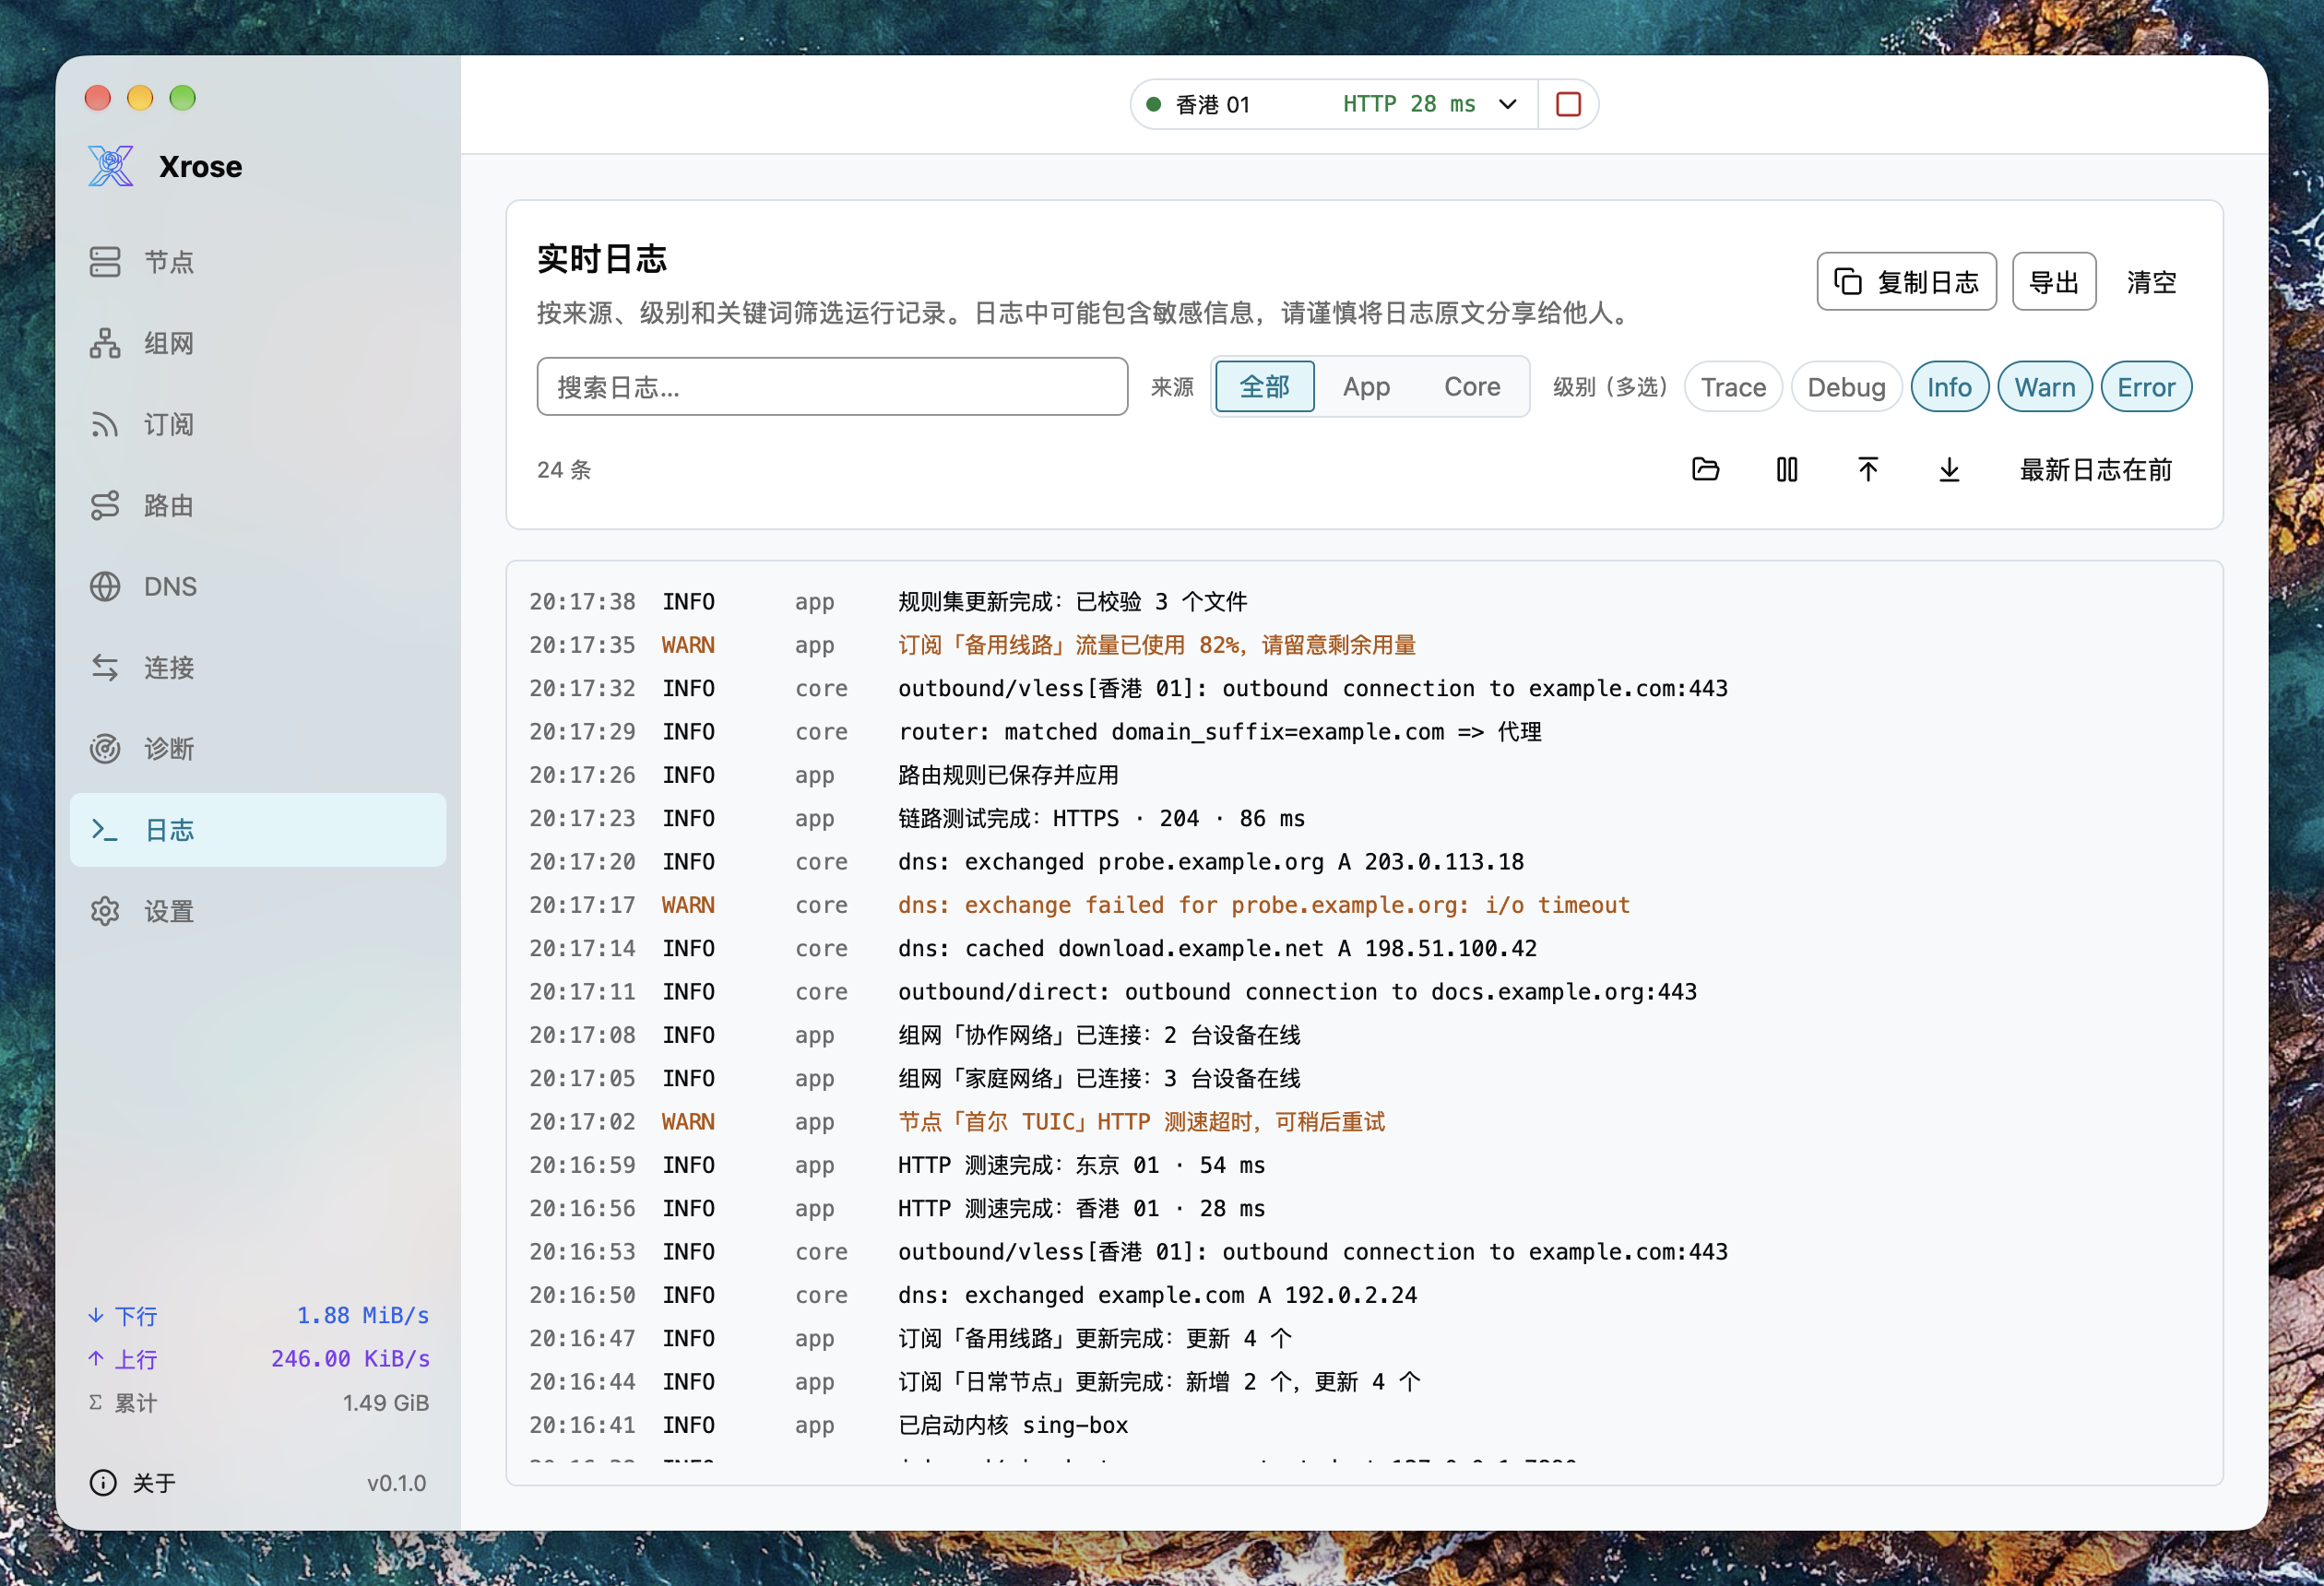 Xrose
节点
组网
订阅
路由
DNS
连接
诊断
日志
设置
↓ 下行 1.88 MiB/s
↑ 上行 246.00 KiB/s
Σ 累计 1.49 GiB
关于 v0.1.0
香港 01 HTTP 28 ms
实时日志
按来源、级别和关键词筛选运行记录。日志中可能包含敏感信息，请谨慎将日志原文分享给他人。
复制日志 导出 清空
搜索日志... 来源 全部 App Core 级别（多选） Trace Debug Info Warn Error
24 条 最新日志在前
20:17:38 INFO app 规则集更新完成：已校验 3 个文件
20:17:35 WARN app 订阅「备用线路」流量已使用 82%，请留意剩余用量
20:17:32 INFO core outbound/vless[香港 01]: outbound connection to example.com:443
20:17:29 INFO core router: matched domain_suffix=example.com => 代理
20:17:26 INFO app 路由规则已保存并应用
20:17:23 INFO app 链路测试完成：HTTPS · 204 · 86 ms
20:17:20 INFO core dns: exchanged probe.example.org A 203.0.113.18
20:17:17 WARN core dns: exchange failed for probe.example.org: i/o timeout
20:17:14 INFO core dns: cached download.example.net A 198.51.100.42
20:17:11 INFO core outbound/direct: outbound connection to docs.example.org:443
20:17:08 INFO app 组网「协作网络」已连接：2 台设备在线
20:17:05 INFO app 组网「家庭网络」已连接：3 台设备在线
20:17:02 WARN app 节点「首尔 TUIC」HTTP 测速超时，可稍后重试
20:16:59 INFO app HTTP 测速完成：东京 01 · 54 ms
20:16:56 INFO app HTTP 测速完成：香港 01 · 28 ms
20:16:53 INFO core outbound/vless[香港 01]: outbound connection to example.com:443
20:16:50 INFO core dns: exchanged example.com A 192.0.2.24
20:16:47 INFO app 订阅「备用线路」更新完成：更新 4 个
20:16:44 INFO app 订阅「日常节点」更新完成：新增 2 个，更新 4 个
20:16:41 INFO app 已启动内核 sing-box